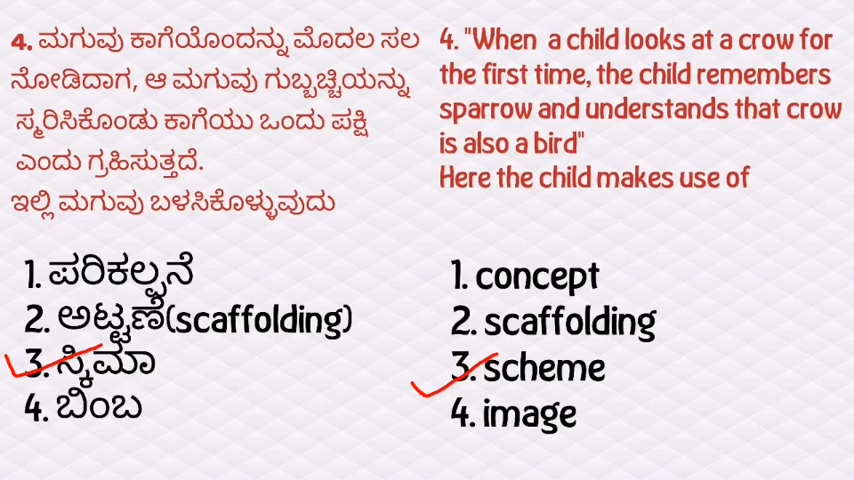 4. ಮಗುವು ಕಾಗೆಯೊಂದನ್ನು ಮೊದಲ ಸಲ
ನೋಡಿದಾಗ, ಆ ಮಗುವು ಗುಬ್ಬಚ್ಚಿಯನ್ನು
ಸ್ಮರಿಸಿಕೊಂಡು ಕಾಗೆಯು ಒಂದು ಪಕ್ಷಿ
ಎಂದು ಗ್ರಹಿಸುತ್ತದೆ.
ಇಲ್ಲಿ ಮಗುವು ಬಳಸಿಕೊಳ್ಳುವುದು
1. ಪರಿಕಲ್ಪನೆ
2. ಅಟ್ಟಣೆ(scaffolding)
3. ಸ್ಕಿಮಾ
4. ಬಿಂಬ
4. "When a child looks at a crow for
the first time, the child remembers
sparrow and understands that crow
is also a bird"
Here the child makes use of
1. concept
2. scaffolding
3. scheme
4. image